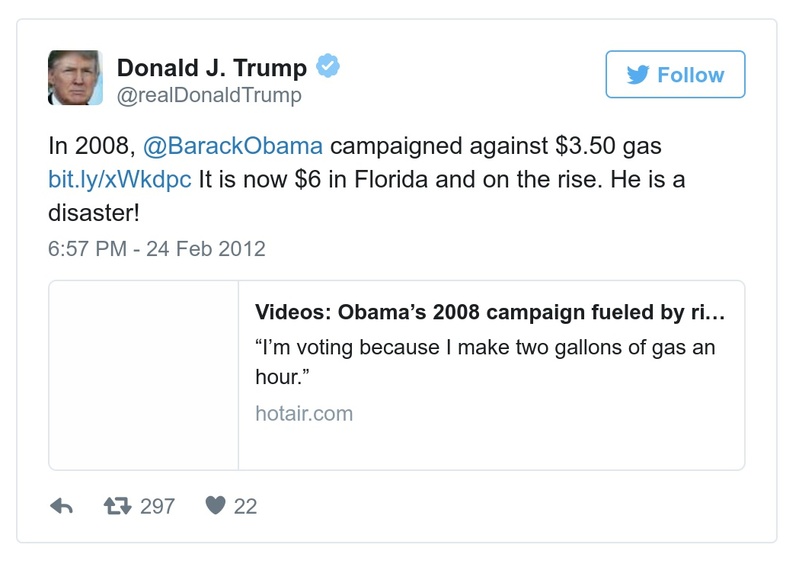 Donald J. Trump
@realDonaldTrump
Follow
In 2008, @BarackObama campaigned against $3.50 gas
bit.ly/xWkdpc It is now $6 in Florida and on the rise. He is a
disaster!
6:57 PM - 24 Feb 2012
Videos: Obama’s 2008 campaign fueled by ri…
“I’m voting because I make two gallons of gas an
hour.”
hotair.com
297 22